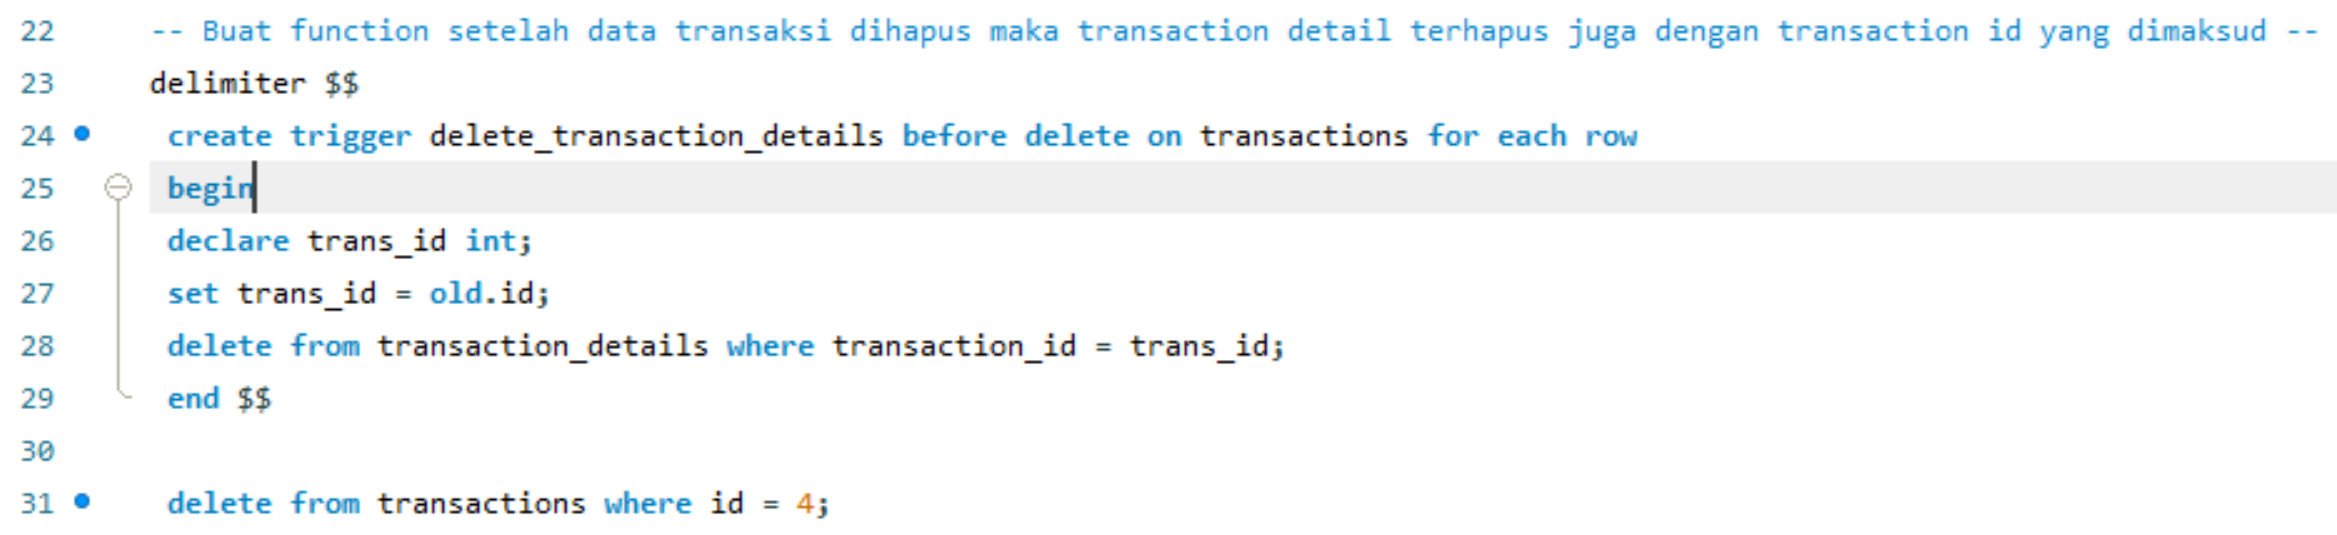 22 -- Buat function setelah data transaksi dihapus maka transaction detail terhapus juga dengan transaction id yang dimaksud --
23 delimiter $$
24 create trigger delete_transaction_details before delete on transactions for each row
25 begin
26 declare trans_id int;
27 set trans_id = old.id;
28 delete from transaction_details where transaction_id = trans_id;
29 end $$
30
31 delete from transactions where id = 4;